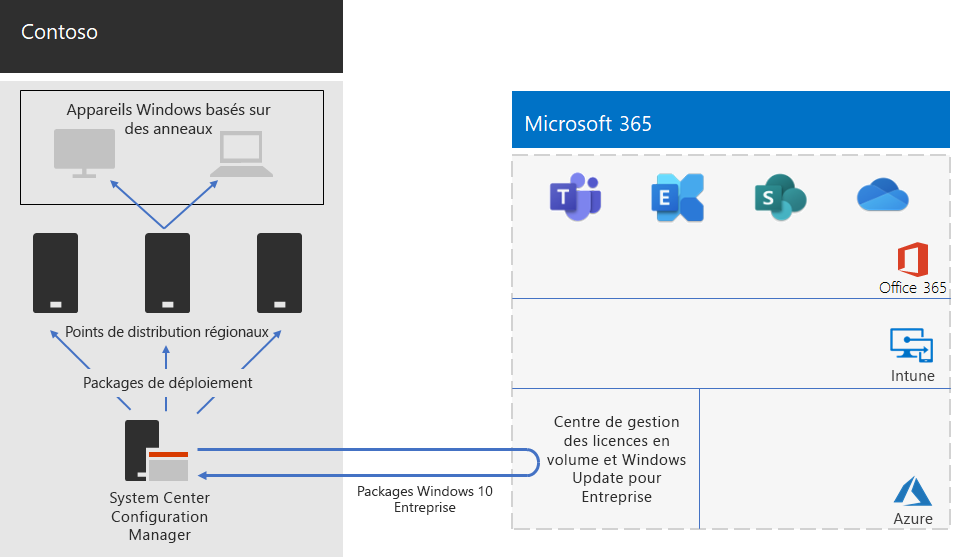 Contoso
Appareils Windows basés sur
des anneaux
Points de distribution régionaux
Packages de déploiement
System Center
Configuration
Manager
Packages Windows 10
Entreprise
Microsoft 365
T
E
S
Office 365
Intune
Centre de gestion
des licences en
volume et Windows
Update pour
Entreprise
Azure